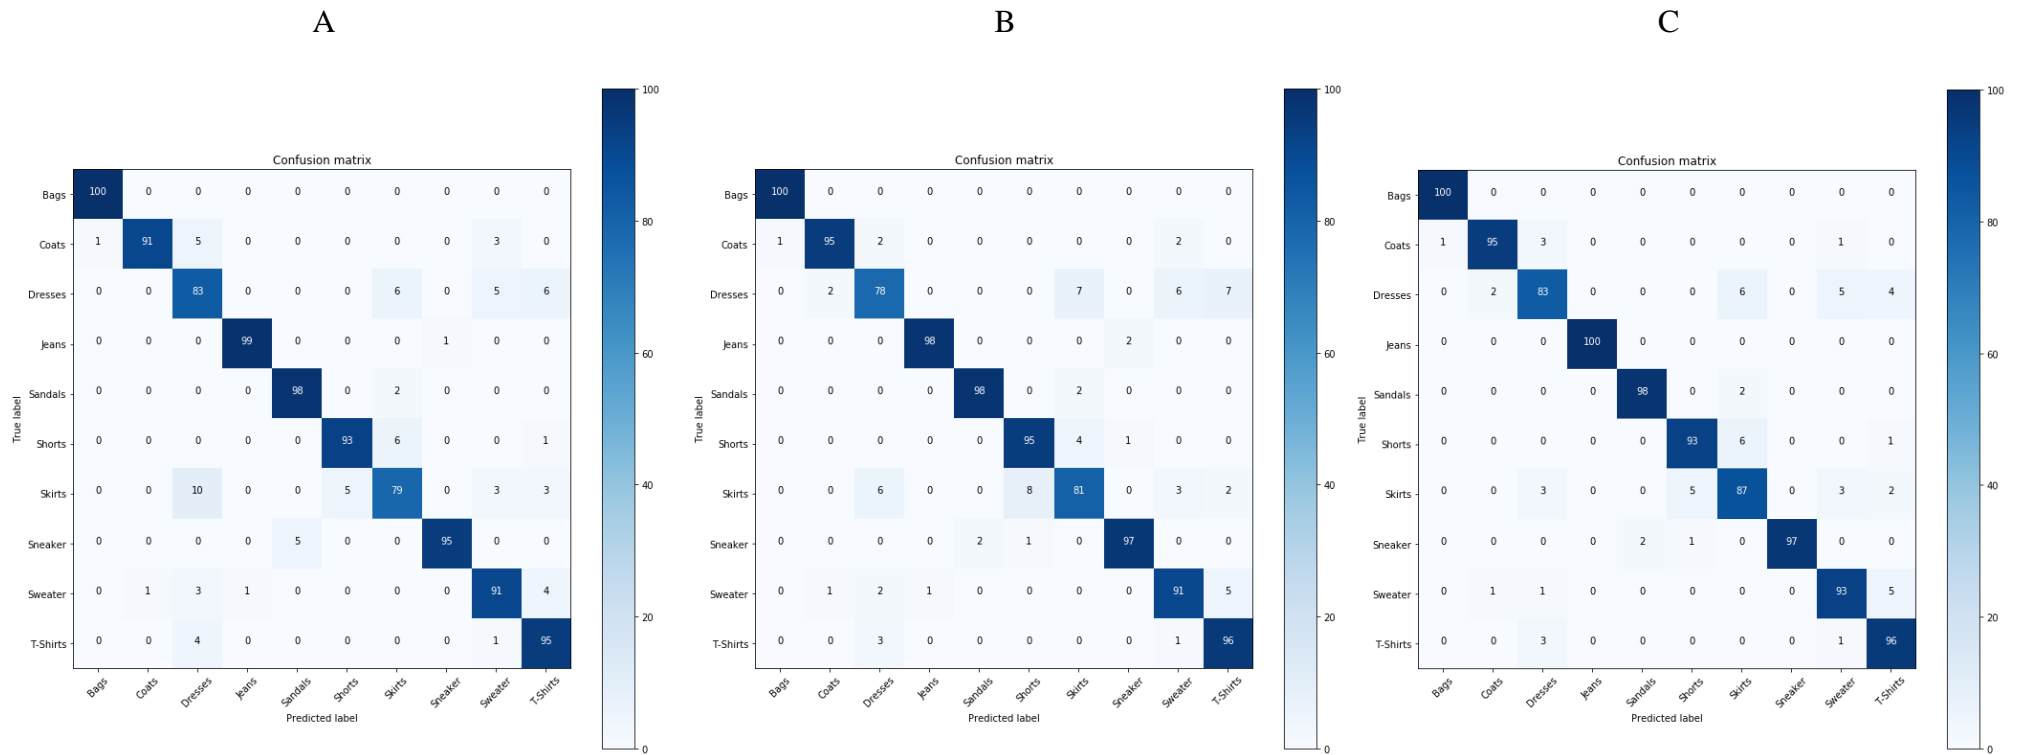 A
Confusion matrix
True label
Bags 100 0 0 0 0 0 0 0 0 0
Coats 1 91 5 0 0 0 0 0 3 0
Dresses 0 0 83 0 0 0 6 0 5 6
Jeans 0 0 0 99 0 0 0 1 0 0
Sandals 0 0 0 0 98 0 2 0 0 0
Shorts 0 0 0 0 0 93 6 0 0 1
Skirts 0 0 10 0 0 5 79 0 3 3
Sneaker 0 0 0 0 5 0 0 95 0 0
Sweater 0 1 3 1 0 0 0 0 91 4
T-Shirts 0 0 4 0 0 0 0 0 1 95
Bags Coats Dresses Jeans Sandals Shorts Skirts Sneaker Sweater T-Shirts
Predicted label
100
80
60
40
20
0
B
Confusion matrix
True label
Bags 100 0 0 0 0 0 0 0 0 0
Coats 1 95 2 0 0 0 0 0 2 0
Dresses 0 2 78 0 0 0 7 0 6 7
Jeans 0 0 0 98 0 0 0 2 0 0
Sandals 0 0 0 0 98 0 2 0 0 0
Shorts 0 0 0 0 0 95 4 1 0 0
Skirts 0 0 6 0 0 8 81 0 3 2
Sneaker 0 0 0 0 2 1 0 97 0 0
Sweater 0 1 2 1 0 0 0 0 91 5
T-Shirts 0 0 3 0 0 0 0 0 1 96
Bags Coats Dresses Jeans Sandals Shorts Skirts Sneaker Sweater T-Shirts
Predicted label
100
80
60
40
20
0
C
Confusion matrix
True label
Bags 100 0 0 0 0 0 0 0 0 0
Coats 1 95 3 0 0 0 0 0 1 0
Dresses 0 2 83 0 0 0 6 0 5 4
Jeans 0 0 0 100 0 0 0 0 0 0
Sandals 0 0 0 0 98 0 2 0 0 0
Shorts 0 0 0 0 0 93 6 0 0 1
Skirts 0 0 3 0 0 5 87 0 3 2
Sneaker 0 0 0 0 2 1 0 97 0 0
Sweater 0 1 1 0 0 0 0 0 93 5
T-Shirts 0 0 3 0 0 0 0 0 1 96
Bags Coats Dresses Jeans Sandals Shorts Skirts Sneaker Sweater T-Shirts
Predicted label
100
80
60
40
20
0